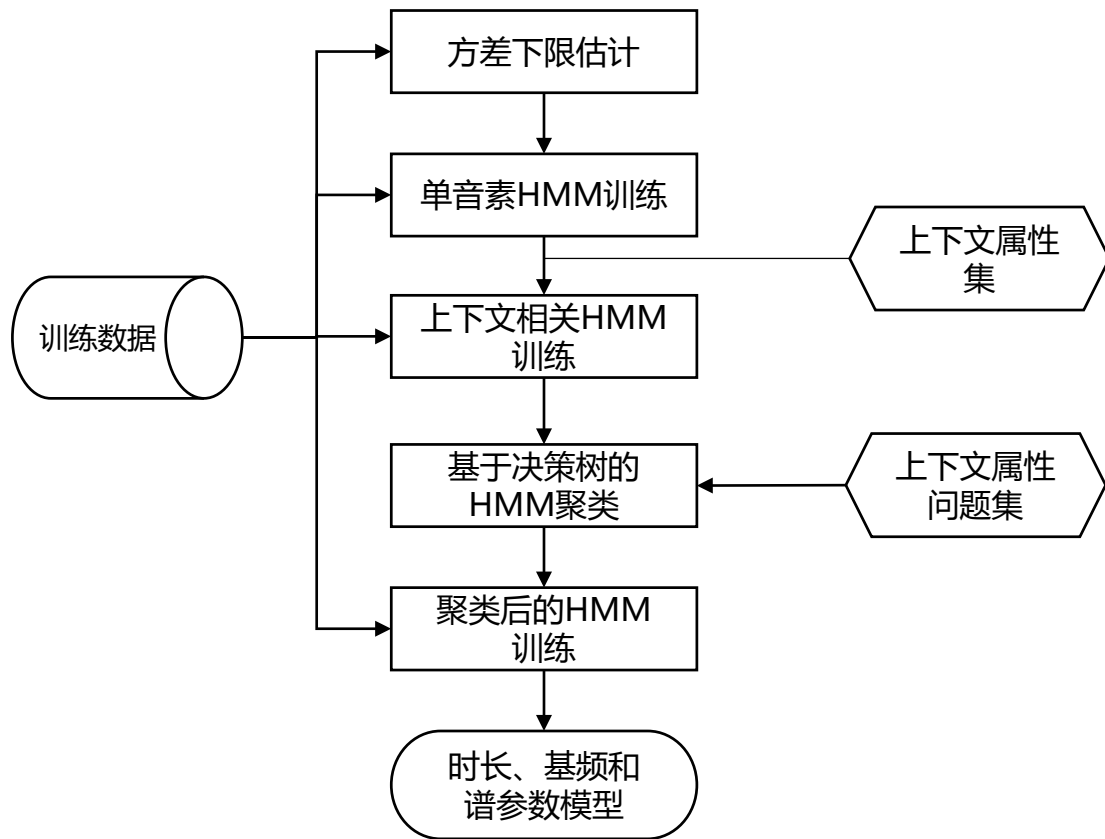 方差下限估计
单音素HMM训练
上下文属性
集
训练数据
上下文相关HMM
训练
基于决策树的
HMM聚类
上下文属性
问题集
聚类后的HMM
训练
时长、基频和
谱参数模型